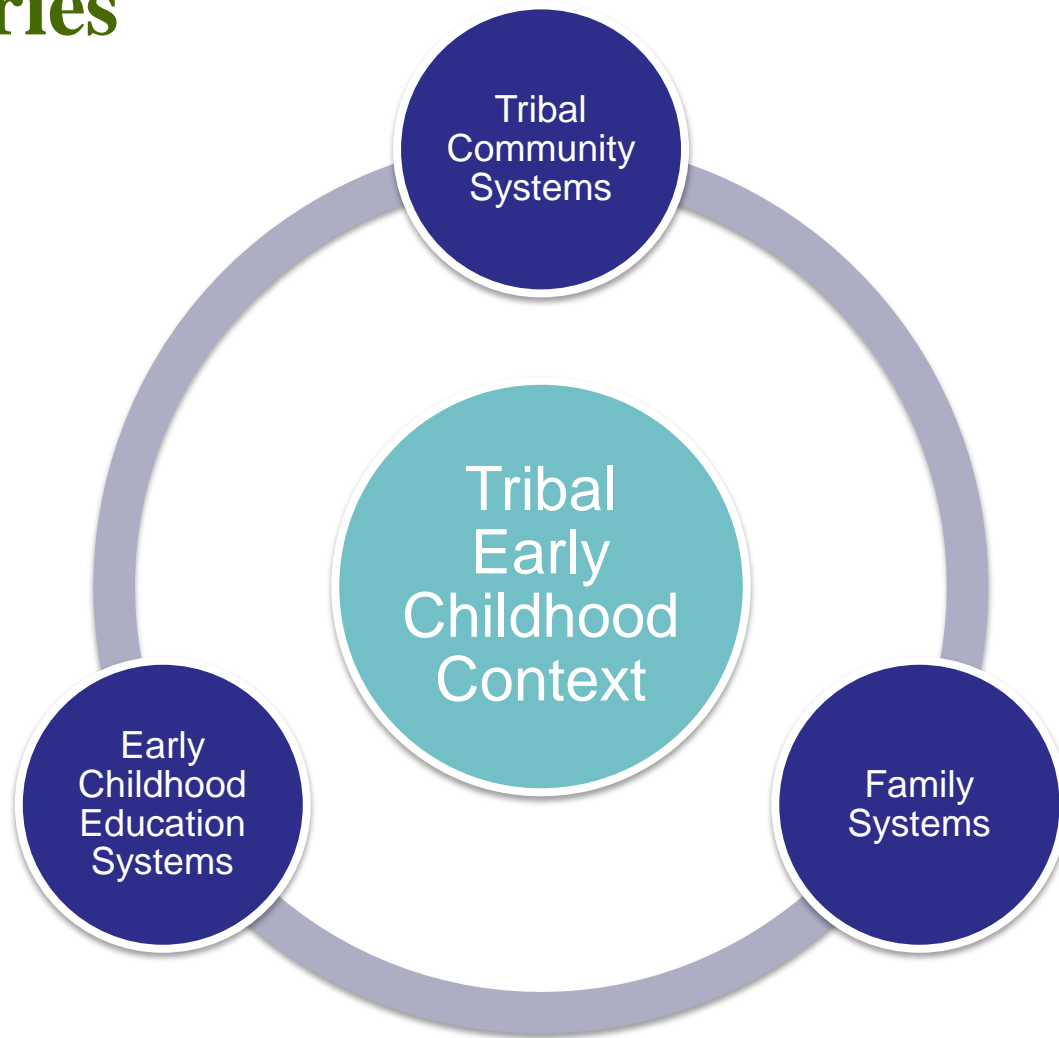 ries
Tribal
Community
Systems
Tribal
Early
Childhood
Context
Early
Childhood
Education
Systems
Family
Systems